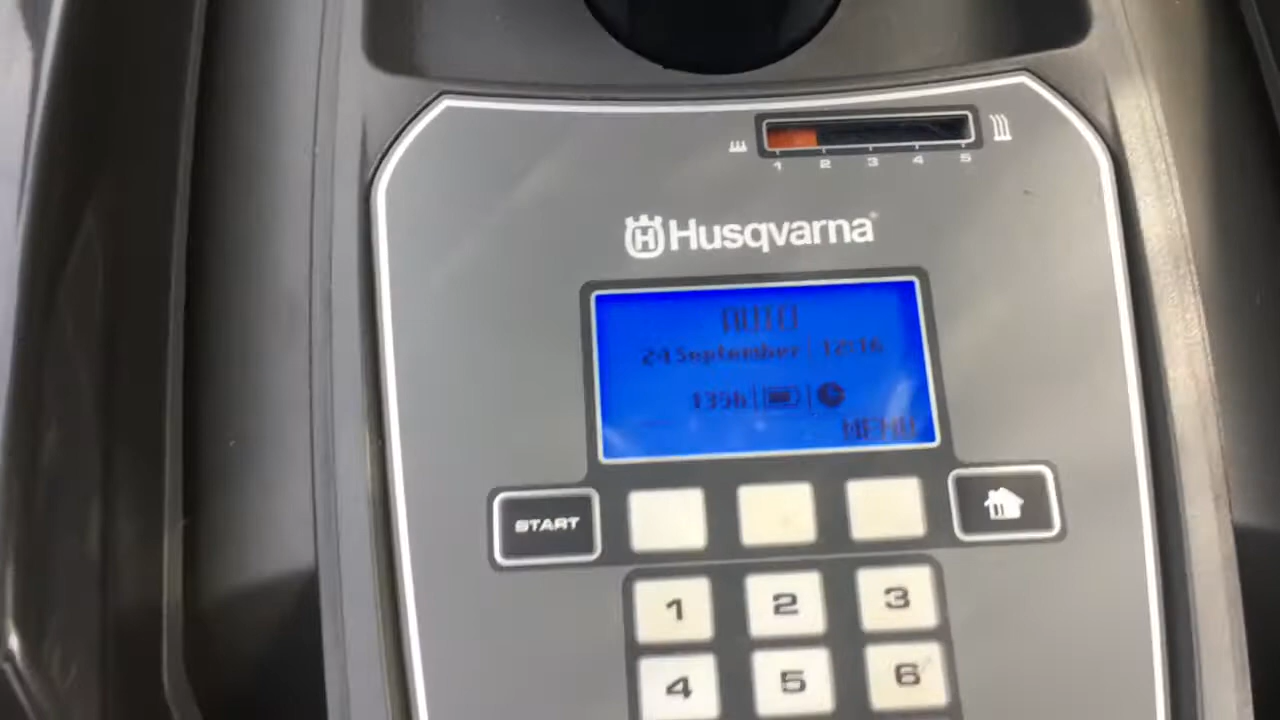 1 2 3 4 5
H Husqvarna
AUTO
24 September 12:16
MENU
START
1 2 3
4 5 6